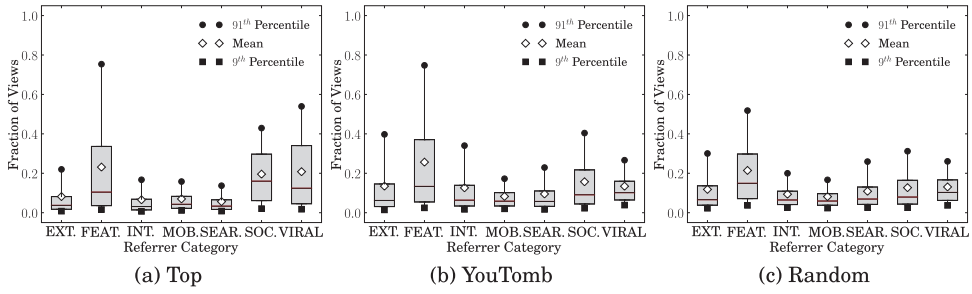 1.0
0.8
0.6
0.4
0.2
0.0
Fraction of Views
91th Percentile
Mean
9th Percentile
EXT. FEAT. INT. MOB. SEAR. SOC. VIRAL
Referrer Category
(a) Top
1.0
0.8
0.6
0.4
0.2
0.0
Fraction of Views
91th Percentile
Mean
9th Percentile
EXT. FEAT. INT. MOB. SEAR. SOC. VIRAL
Referrer Category
(b) YouTomb
1.0
0.8
0.6
0.4
0.2
0.0
Fraction of Views
91th Percentile
Mean
9th Percentile
EXT. FEAT. INT. MOB. SEAR. SOC. VIRAL
Referrer Category
(c) Random